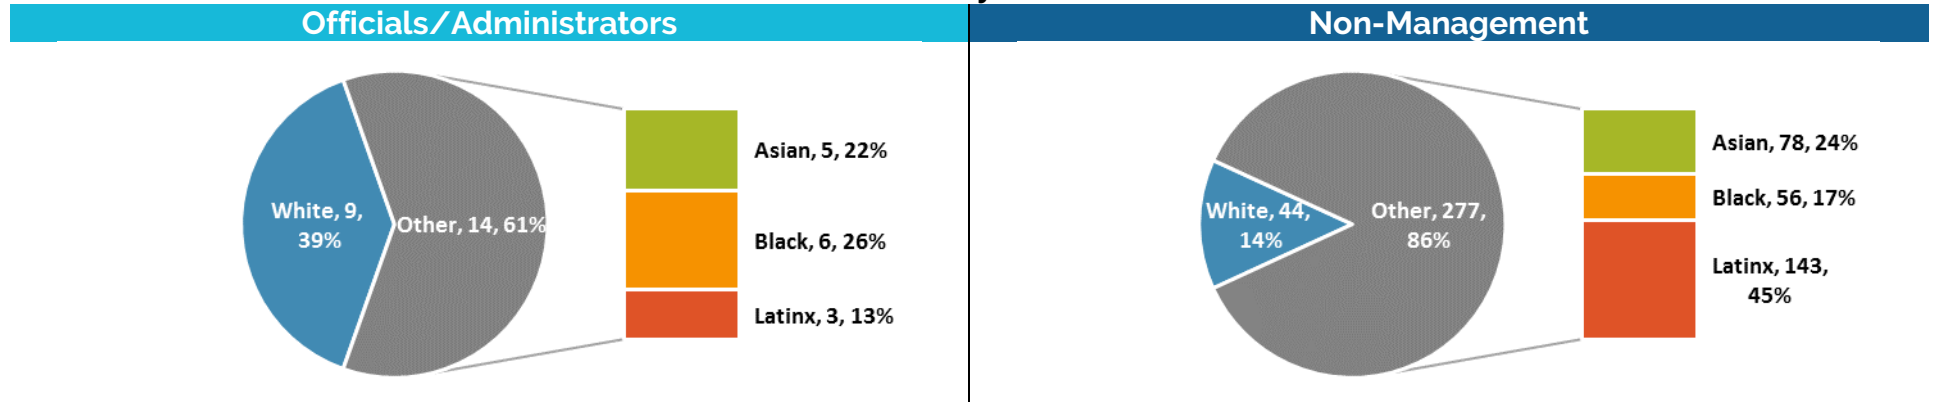 Officials/Administrators
White, 9,
39%
Other, 14, 61%
Asian, 5, 22%
Black, 6, 26%
Latinx, 3, 13%
Non-Management
White, 44,
14%
Other, 277,
86%
Asian, 78, 24%
Black, 56, 17%
Latinx, 143,
45%